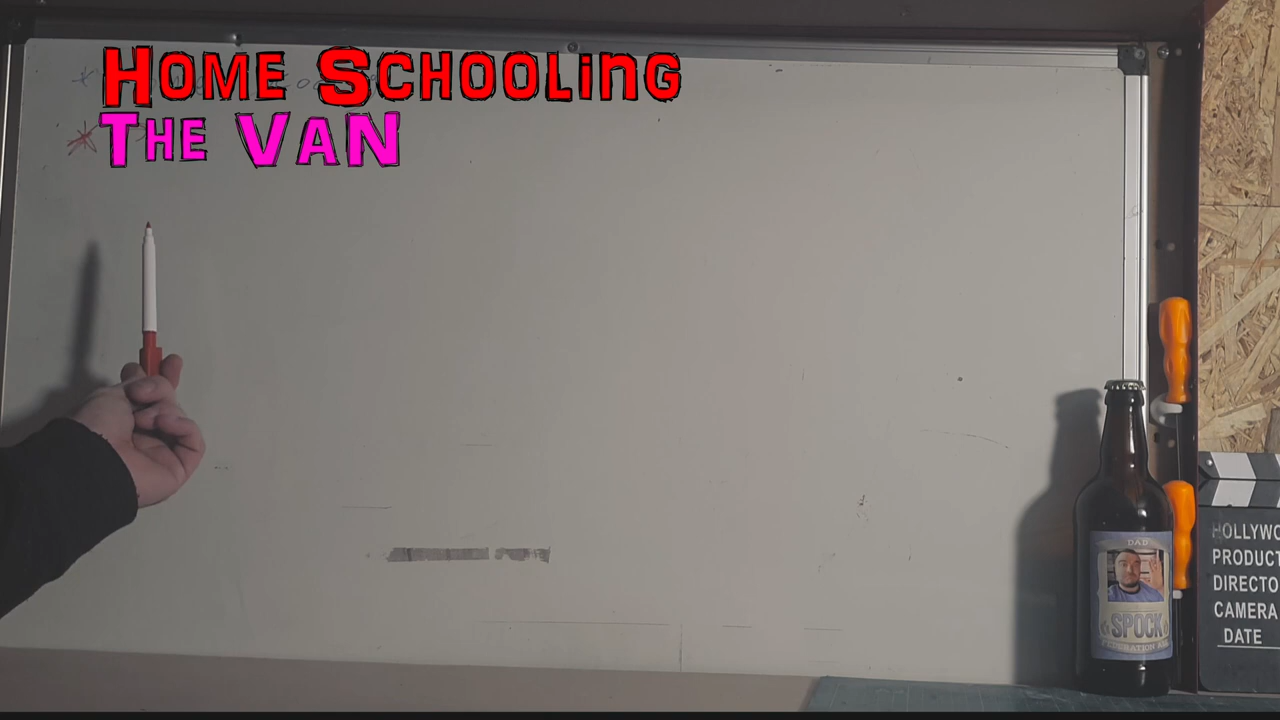 Home Schooling
The Van
DAD
SPOCK
HOLLYWO
PRODUCT
DIRECTO
CAMERA
DATE